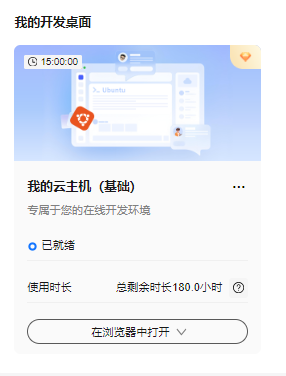 我的开发桌面
15:00:00
>_ Ubuntu
我的云主机（基础）
专属于您的在线开发环境
已就绪
使用时长 总剩余时长180.0小时
在浏览器中打开